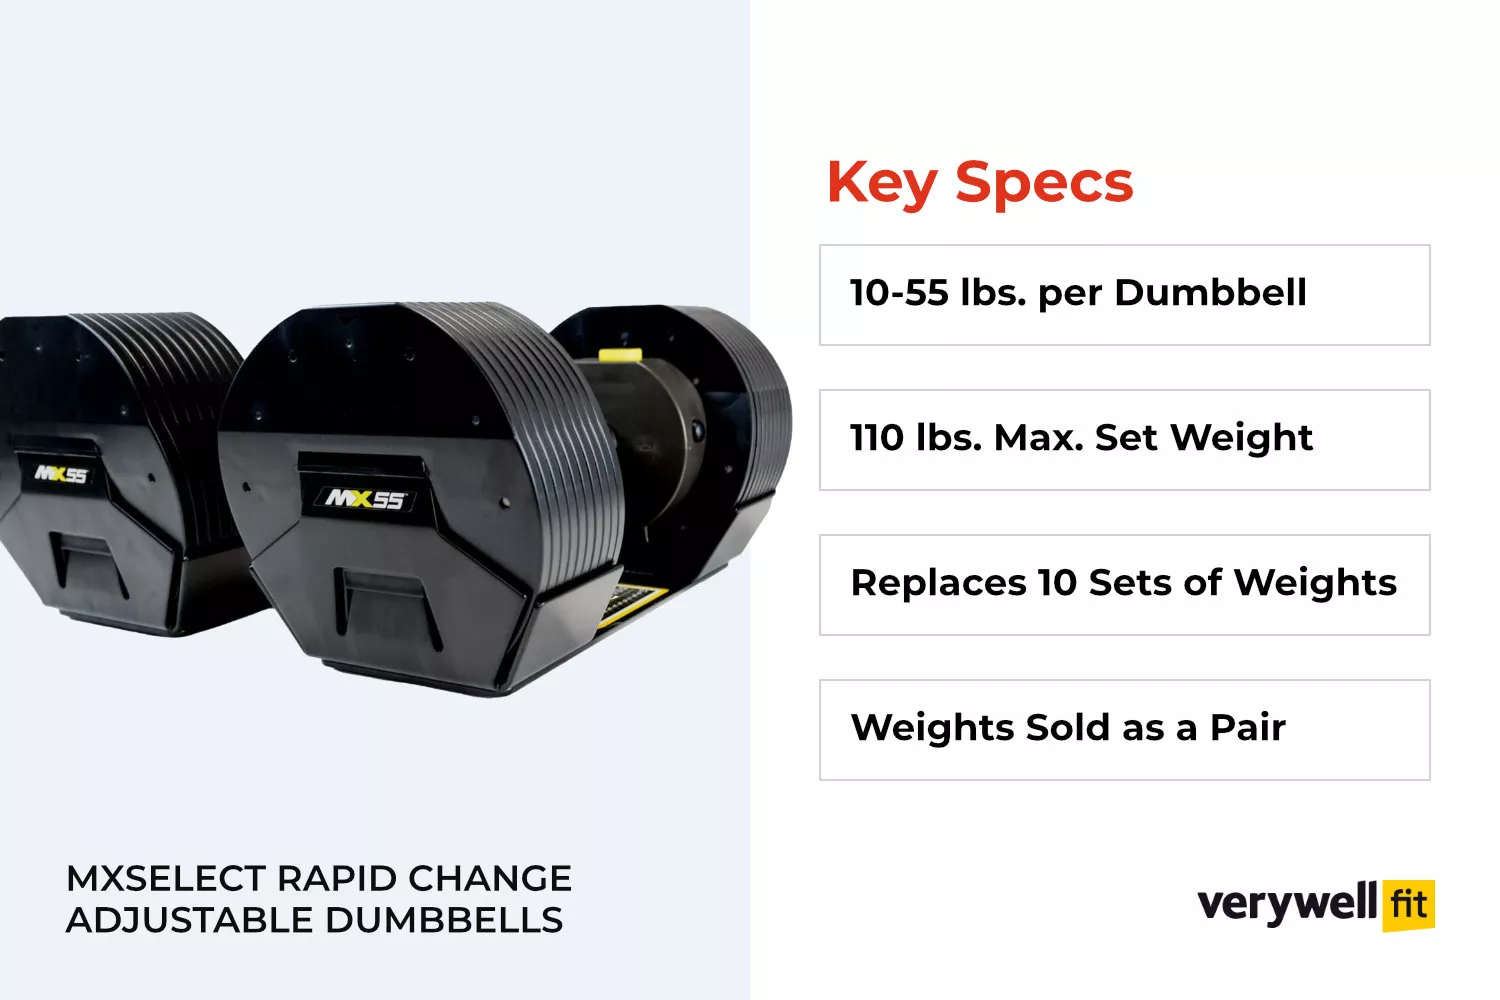 Key Specs
10-55 lbs. per Dumbbell
110 lbs. Max. Set Weight
Replaces 10 Sets of Weights
Weights Sold as a Pair
MX55
MX55
MXSELECT RAPID CHANGE
ADJUSTABLE DUMBBELLS
verywell fit